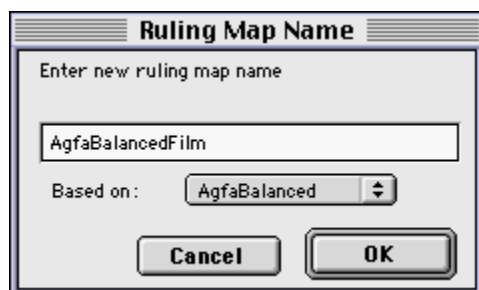 Ruling Map Name
Enter new ruling map name
AgfaBalancedFilm
Based on: AgfaBalanced
Cancel OK